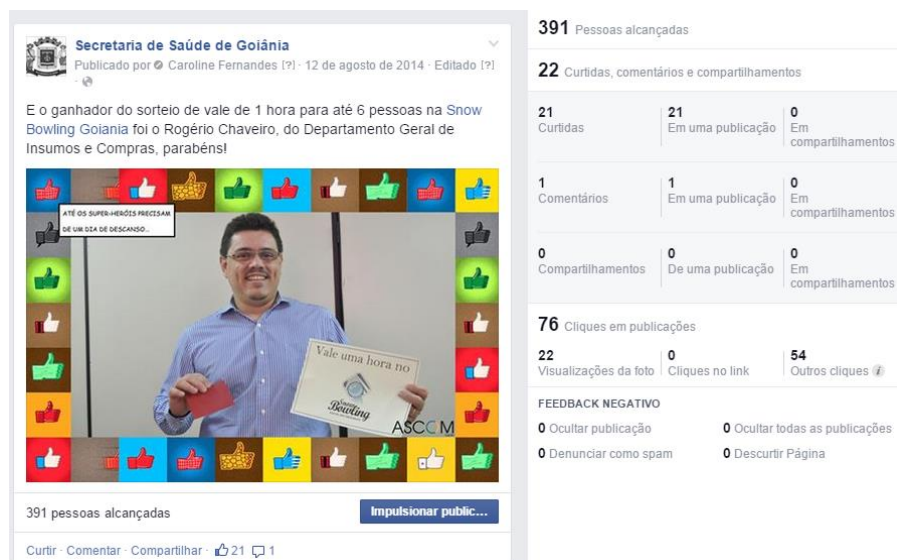 Secretaria de Saúde de Goiânia
Publicado por Caroline Fernandes [?] · 12 de agosto de 2014 · Editado [?]
·
E o ganhador do sorteio de vale de 1 hora para até 6 pessoas na Snow
Bowling Goiania foi o Rogério Chaveiro, do Departamento Geral de
Insumos e Compras, parabéns!
ATÉ OS SUPER-HERÓIS PRECISAM
DE UM DIA DE DESCANSO...
Vale uma hora no
Snow
Bowling
ASCOM
391 pessoas alcançadas
Impulsionar public...
Curtir · Comentar · Compartilhar · 21 1
391 Pessoas alcançadas
22 Curtidas, comentários e compartilhamentos
21 21 0
Curtidas Em uma publicação Em
compartilhamentos
1 1 0
Comentários Em uma publicação Em
compartilhamentos
0 0 0
Compartilhamentos De uma publicação Em
compartilhamentos
76 Cliques em publicações
22 0 54
Visualizações da foto Cliques no link Outros cliques i
FEEDBACK NEGATIVO
0 Ocultar publicação 0 Ocultar todas as publicações
0 Denunciar como spam 0 Descurtir Página